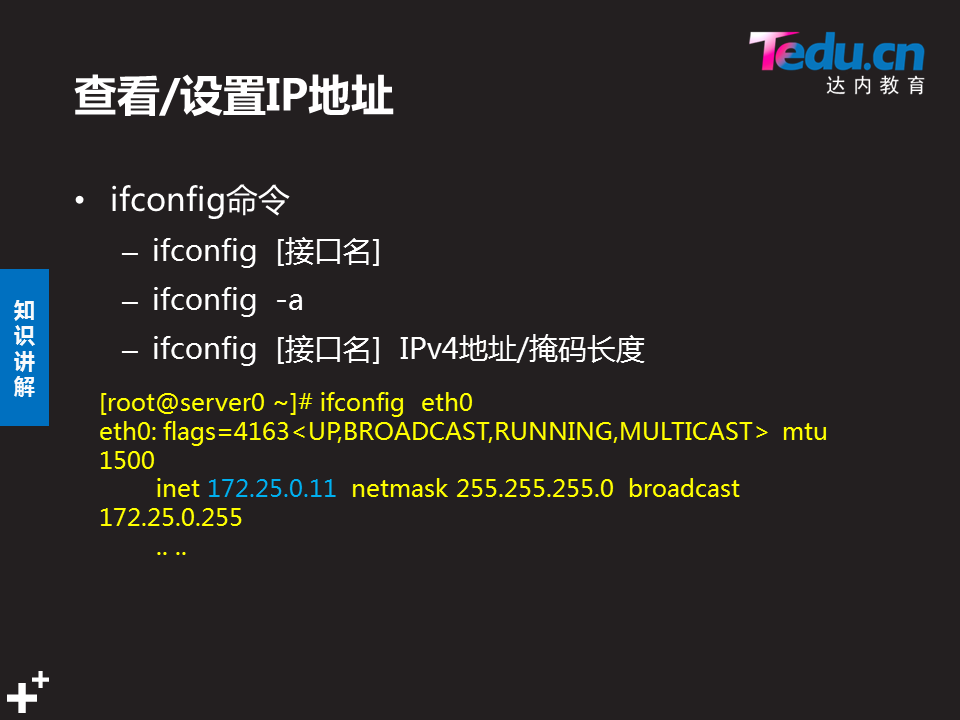 Tedu.cn
达内教育
查看/设置IP地址
• ifconfig命令
– ifconfig [接口名]
– ifconfig -a
– ifconfig [接口名] IPv4地址/掩码长度
知识讲解
[root@server0 ~]# ifconfig eth0
eth0: flags=4163<UP,BROADCAST,RUNNING,MULTICAST> mtu
1500
inet 172.25.0.11 netmask 255.255.255.0 broadcast
172.25.0.255
.. ..